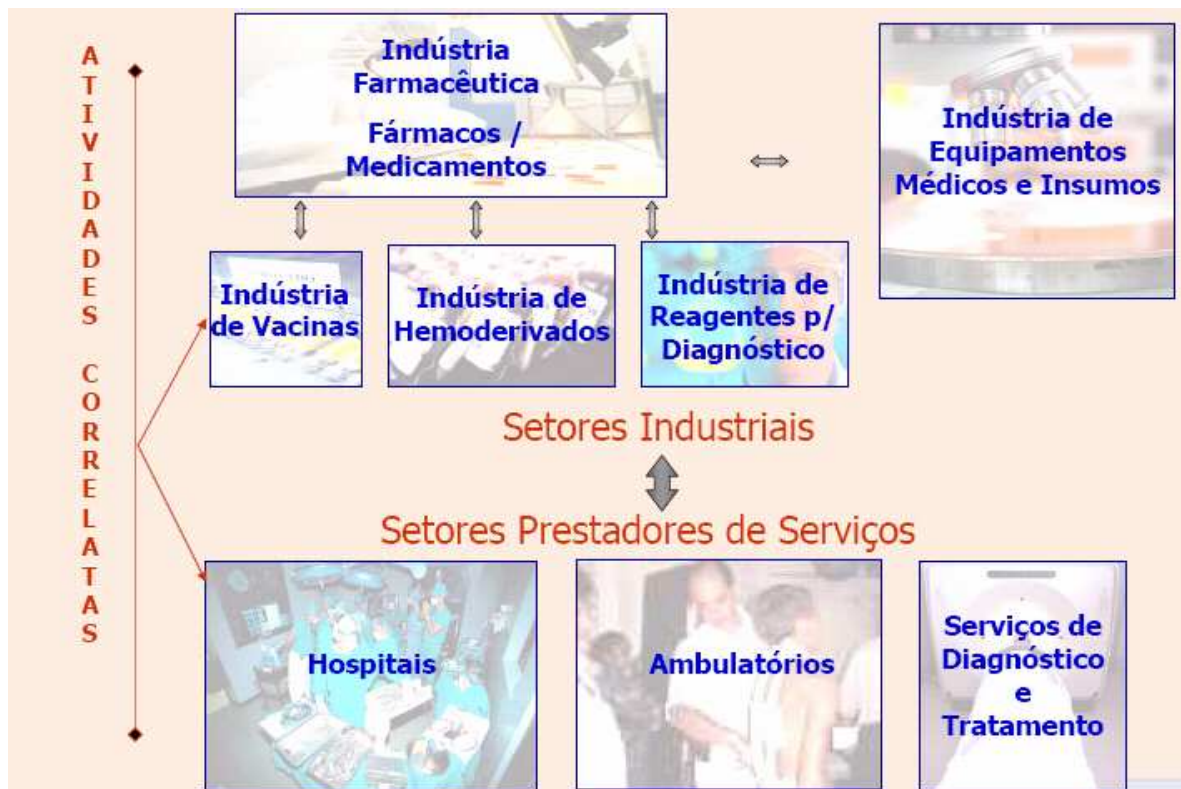 ATIVIDADES CORRELATAS
Indústria
Farmacêutica
Fármacos /
Medicamentos
Indústria de
Equipamentos
Médicos e Insumos
Indústria
de Vacinas
Indústria de
Hemoderivados
Indústria de
Reagentes p/
Diagnóstico
Setores Industriais
Setores Prestadores de Serviços
Hospitais
Ambulatórios
Serviços de
Diagnóstico
e
Tratamento